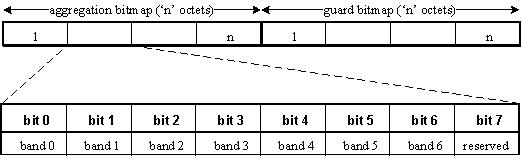 aggregation bitmap (‘n’ octets) guard bitmap (‘n’ octets)
1 n 1 n
bit 0 bit 1 bit 2 bit 3 bit 4 bit 5 bit 6 bit 7
band 0 band 1 band 2 band 3 band 4 band 5 band 6 reserved